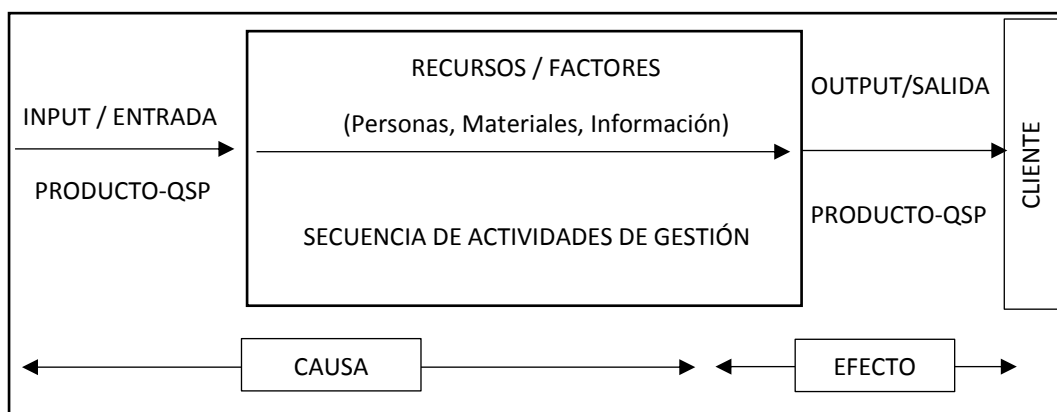 INPUT / ENTRADA
PRODUCTO-QSP
RECURSOS / FACTORES
(Personas, Materiales, Información)
SECUENCIA DE ACTIVIDADES DE GESTIÓN
OUTPUT/SALIDA
PRODUCTO-QSP
CLIENTE
CAUSA
EFECTO